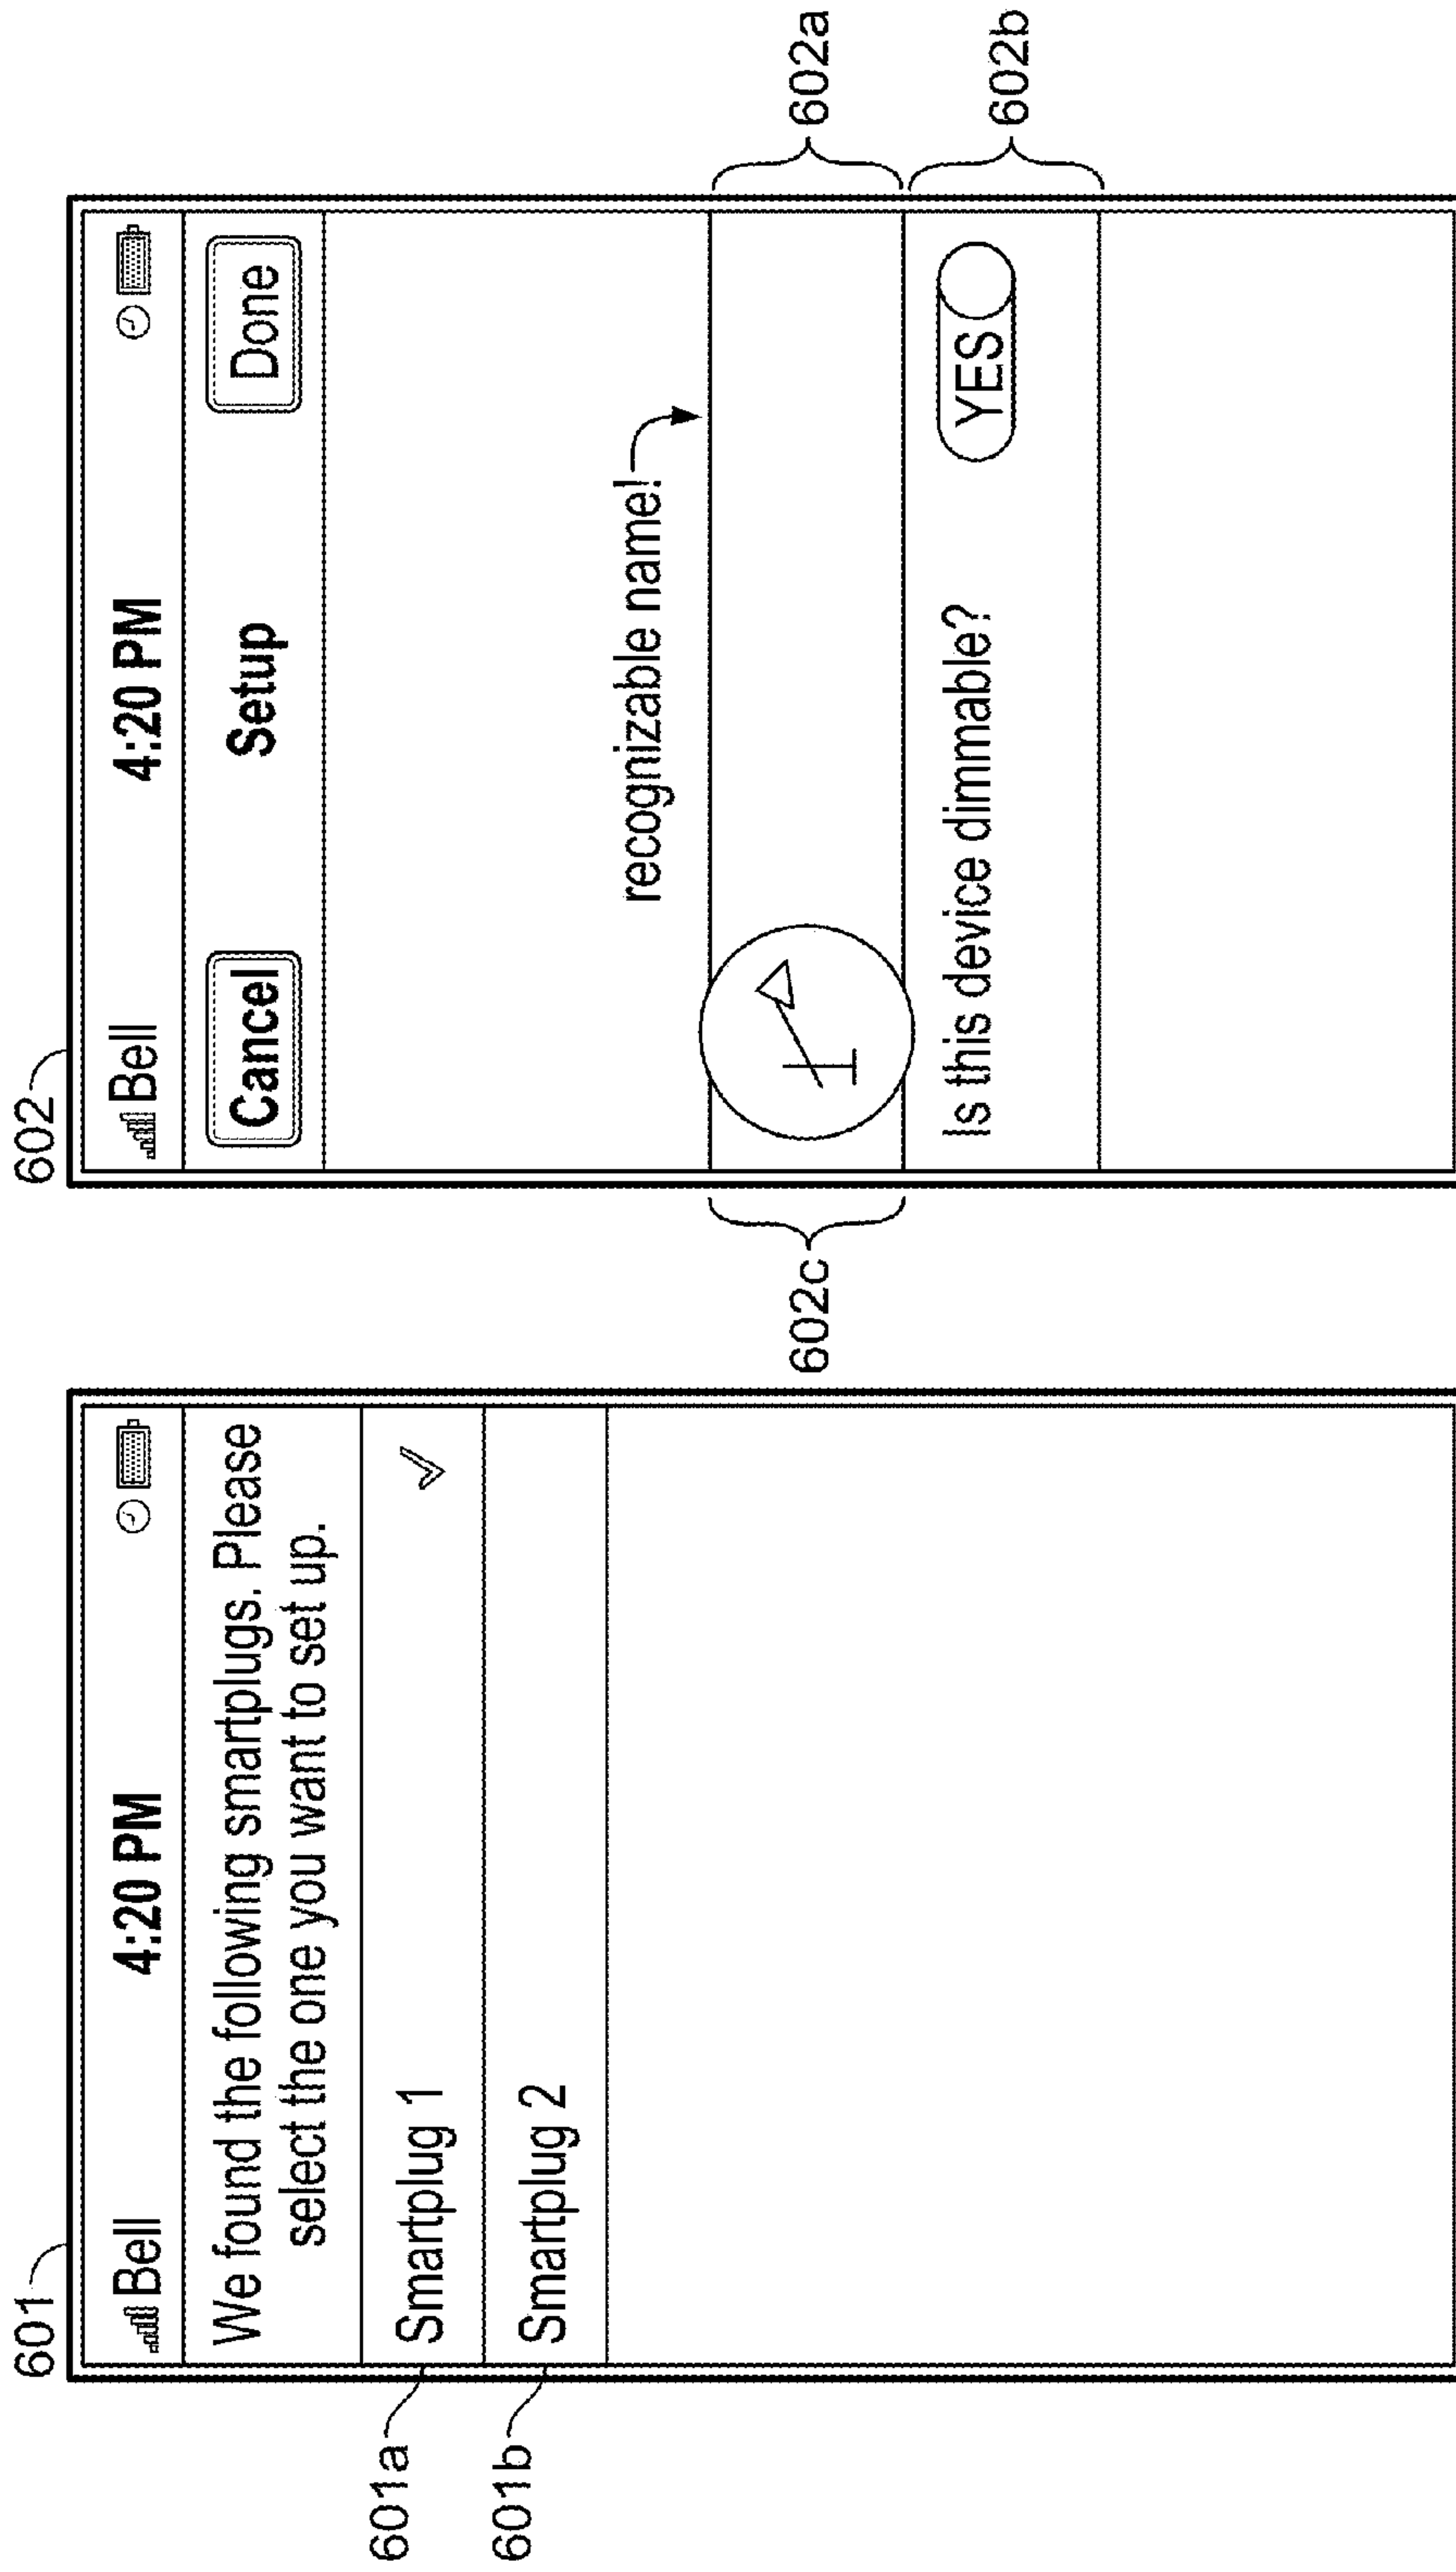 601
Bell 4:20 PM
We found the following smartplugs. Please
select the one you want to set up.
601a
Smartplug 1
601b
Smartplug 2
602
Bell 4:20 PM
Cancel Setup Done
recognizable name!
602c
602a
Is this device dimmable? YES
602b